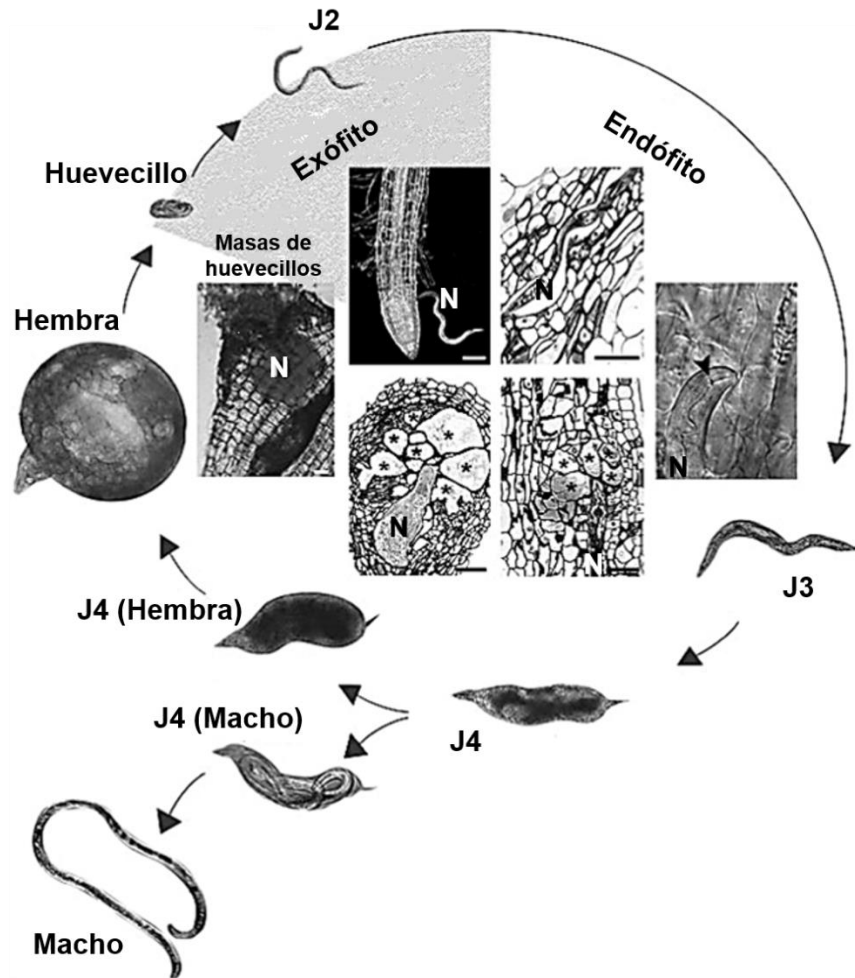 J2
Exófito
Endófito
Huevecillo
Masas de
huevecillos
Hembra
N
N
N
N
* * * * * * * *
N
* * * * *
N
J3
J4 (Hembra)
J4
J4 (Macho)
Macho